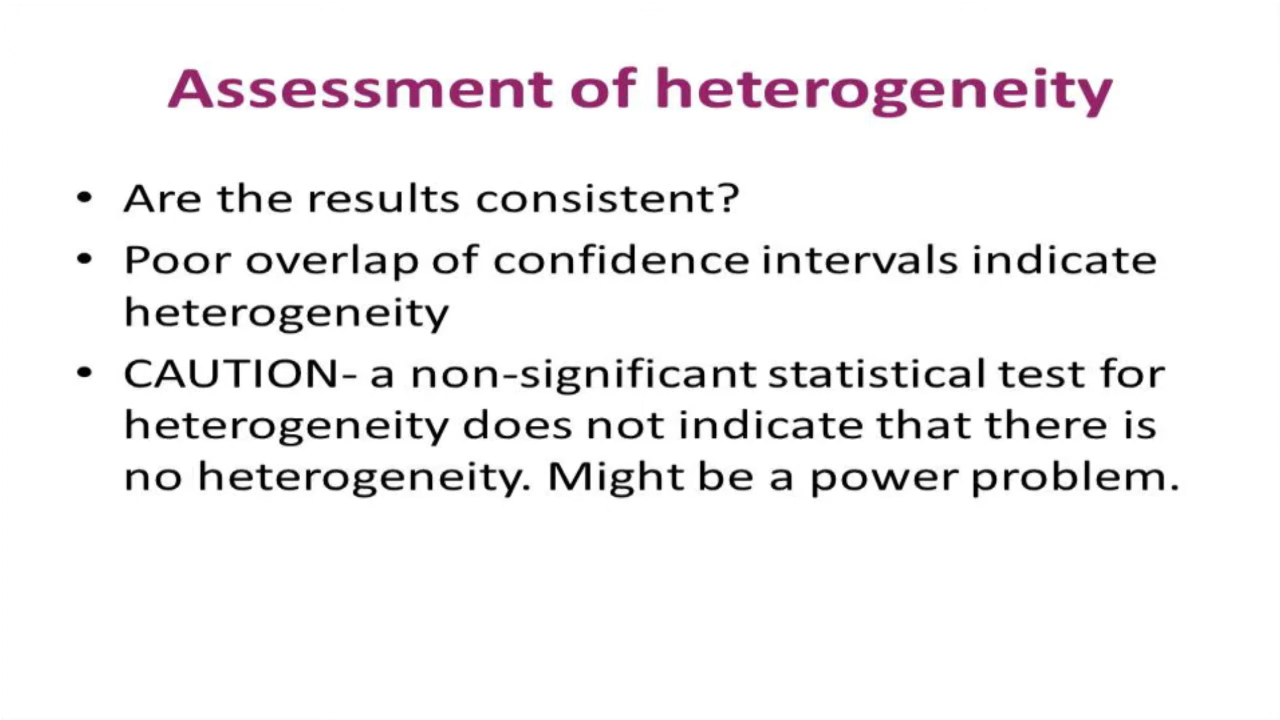 Assessment of heterogeneity
• Are the results consistent?
• Poor overlap of confidence intervals indicate
heterogeneity
• CAUTION- a non-significant statistical test for
heterogeneity does not indicate that there is
no heterogeneity. Might be a power problem.